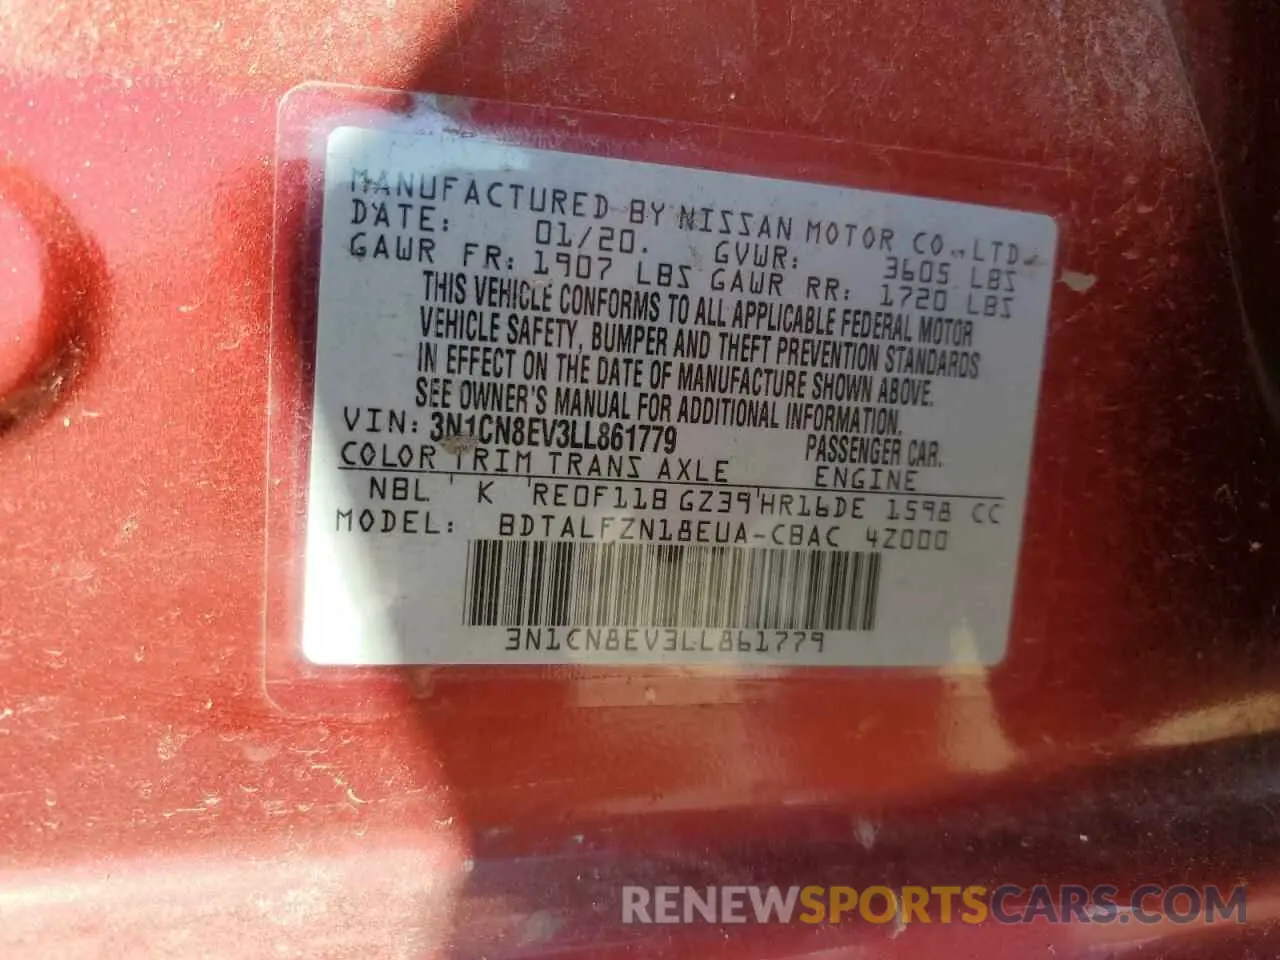 MANUFACTURED BY NISSAN MOTOR CO., LTD.
DATE: 01/20. GVWR: 3605 LBS
GAWR FR: 1907 LBS GAWR RR: 1720 LBS
THIS VEHICLE CONFORMS TO ALL APPLICABLE FEDERAL MOTOR
VEHICLE SAFETY, BUMPER AND THEFT PREVENTION STANDARDS
IN EFFECT ON THE DATE OF MANUFACTURE SHOWN ABOVE.
SEE OWNER'S MANUAL FOR ADDITIONAL INFORMATION.
VIN: 3N1CN8EV3LL861779 PASSENGER CAR.
COLOR TRIM TRANS AXLE ENGINE
NBL K RE0F11B GZ39 HR16DE 1598 CC
MODEL: BDTALFZN18EUA-CBAC 4Z000
3N1CN8EV3LL861779
RENEWSPORTSCARS.COM